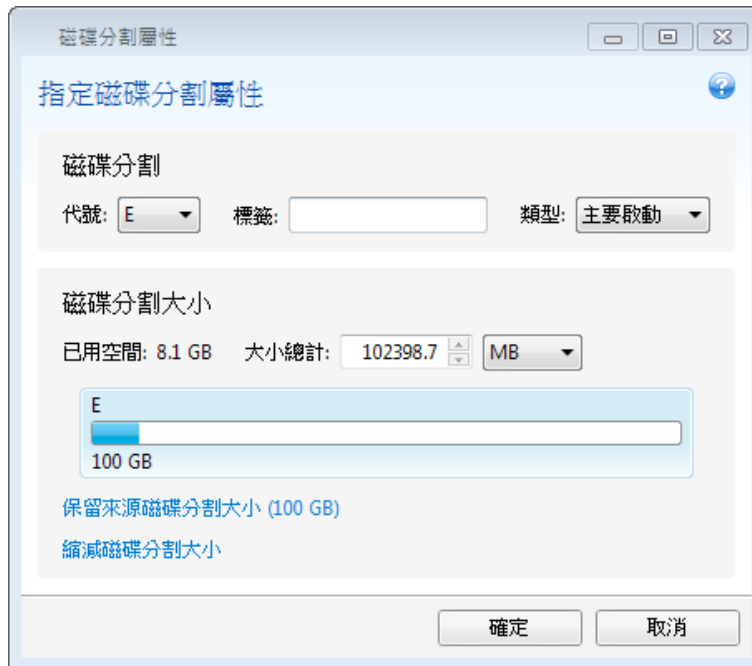 磁碟分割屬性
指定磁碟分割屬性
磁碟分割
代號: E 標籤: 類型: 主要啟動
磁碟分割大小
已用空間: 8.1 GB 大小總計: 102398.7 MB
E
100 GB
保留來源磁碟分割大小 (100 GB)
縮減磁碟分割大小
確定 取消